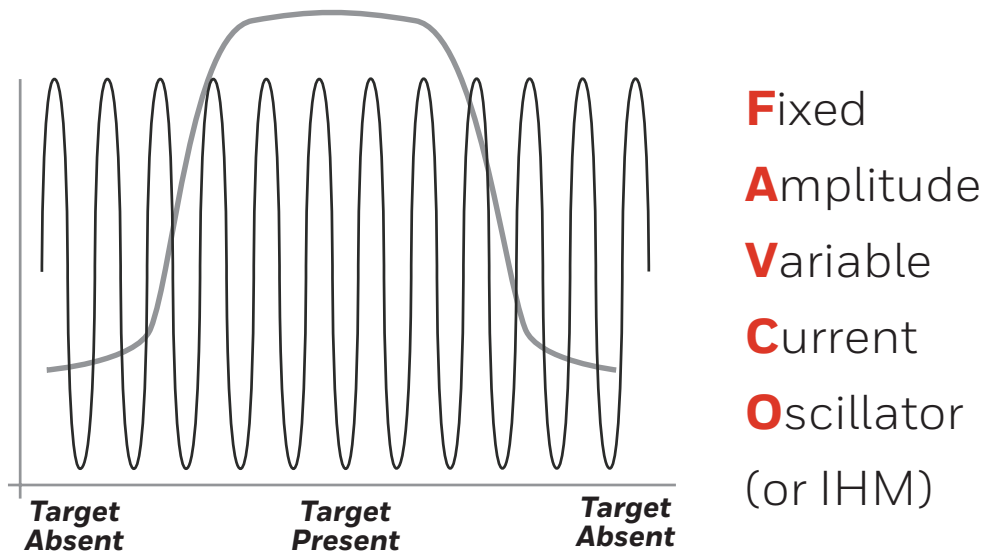 Fixed
Amplitude
Variable
Current
Oscillator
(or IHM)
Target
Absent
Target
Present
Target
Absent